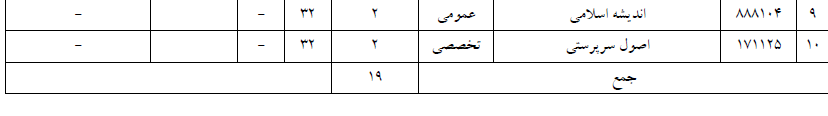 ۹ ۸۸۸۱۰۴ اندیشه اسلامی عمومی ۲ ۳۲ - -
۱۰ ۱۷۱۱۲۵ اصول سرپرستی تخصصی ۲ ۳۲ - -
جمع ۱۹